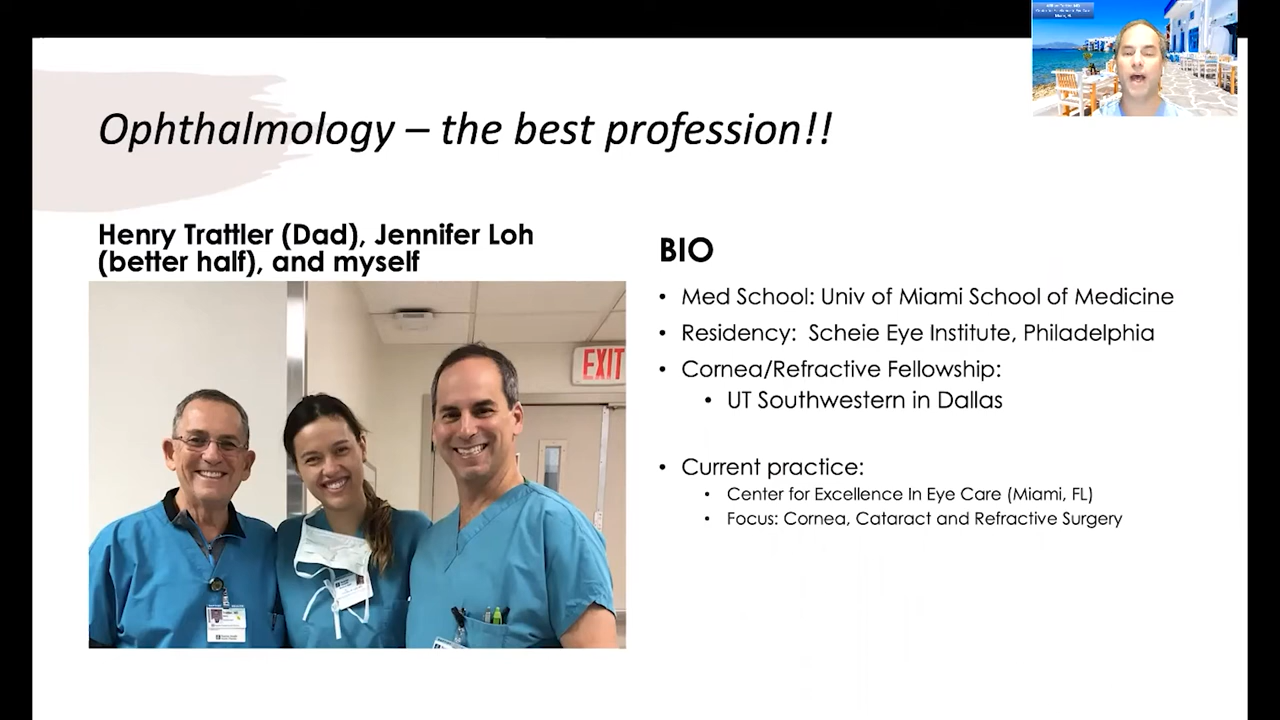 Ophthalmology – the best profession!!
Henry Trattler (Dad), Jennifer Loh
(better half), and myself
EXIT
BIO
• Med School: Univ of Miami School of Medicine
• Residency: Scheie Eye Institute, Philadelphia
• Cornea/Refractive Fellowship:
• UT Southwestern in Dallas
• Current practice:
• Center for Excellence In Eye Care (Miami, FL)
• Focus: Cornea, Cataract and Refractive Surgery